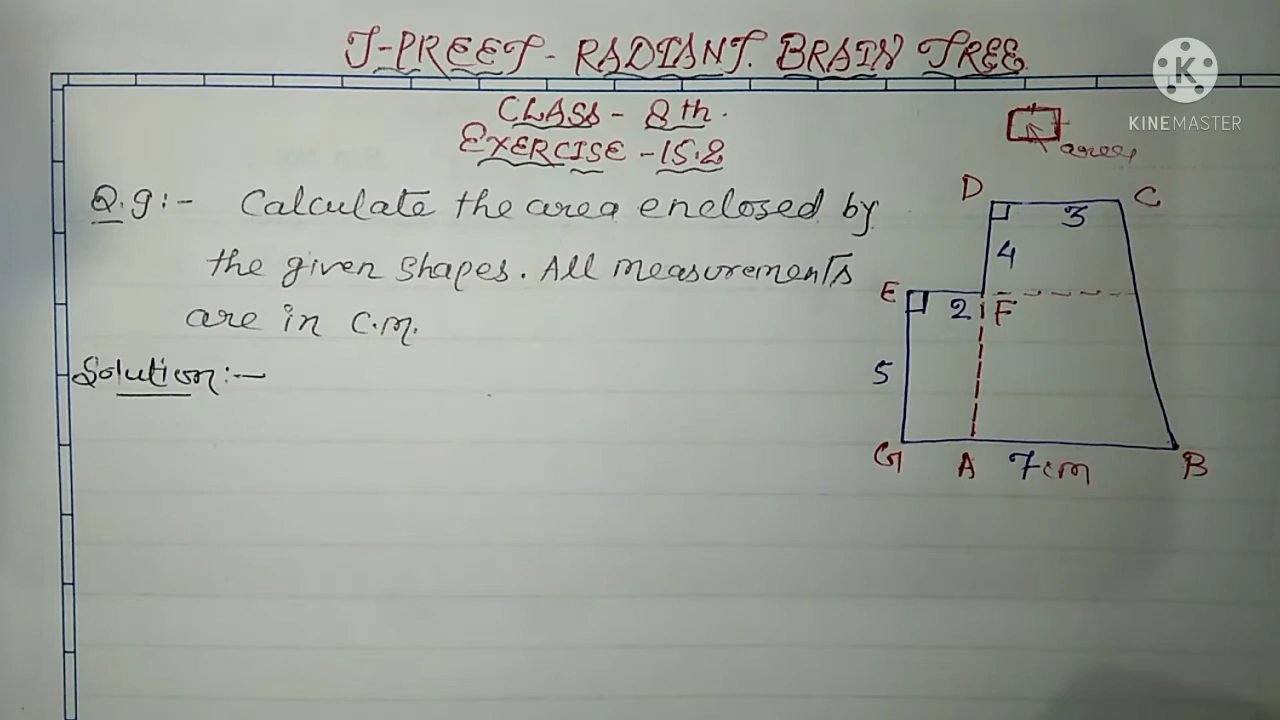 J-PREET-RADIANT. BRAIN TREE
KINEMASTER
CLASS- 8th.
EXERCISE -15.2
area
Q.9:- Calculate the area enclosed by
the given shapes. All measurements
are in c.m.
Solution:-
D C
3
4
E 2 F
5
G A 7cm B